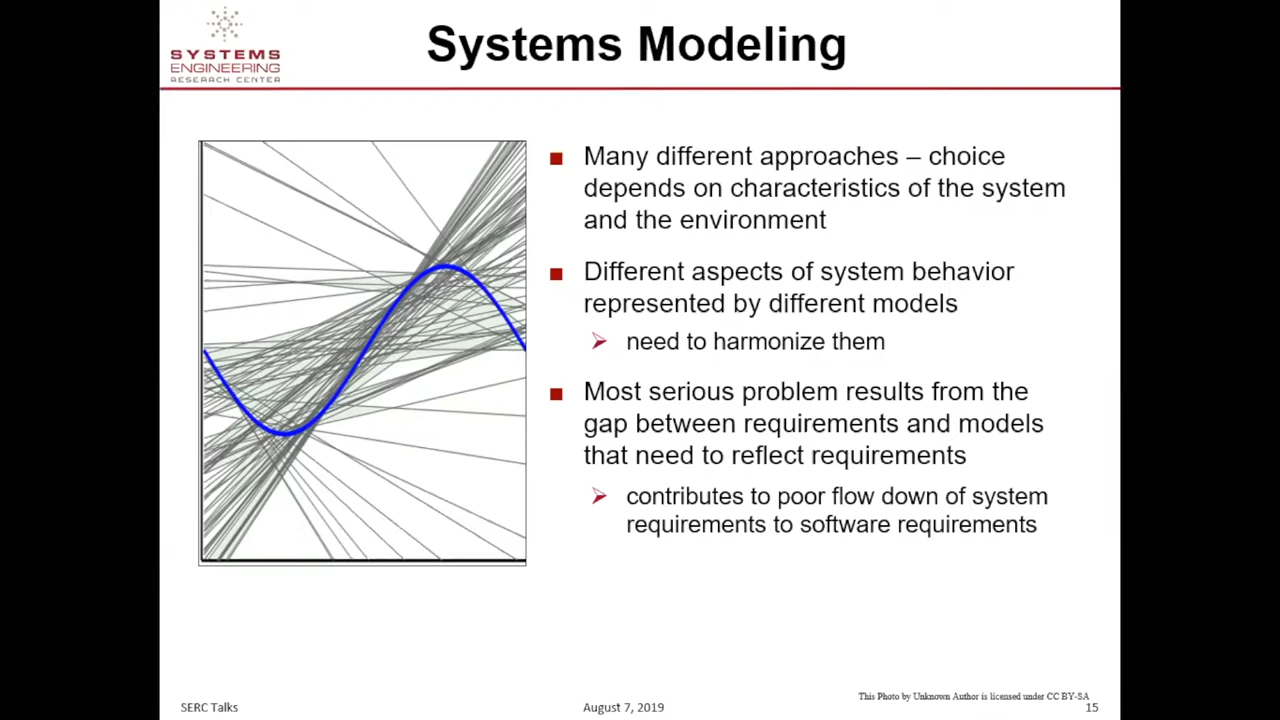 SYSTEMS
ENGINEERING
RESEARCH CENTER
Systems Modeling
Many different approaches – choice
depends on characteristics of the system
and the environment
Different aspects of system behavior
represented by different models
need to harmonize them
Most serious problem results from the
gap between requirements and models
that need to reflect requirements
contributes to poor flow down of system
requirements to software requirements
This Photo by Unknown Author is licensed under CC BY-SA
SERC Talks
August 7, 2019
15